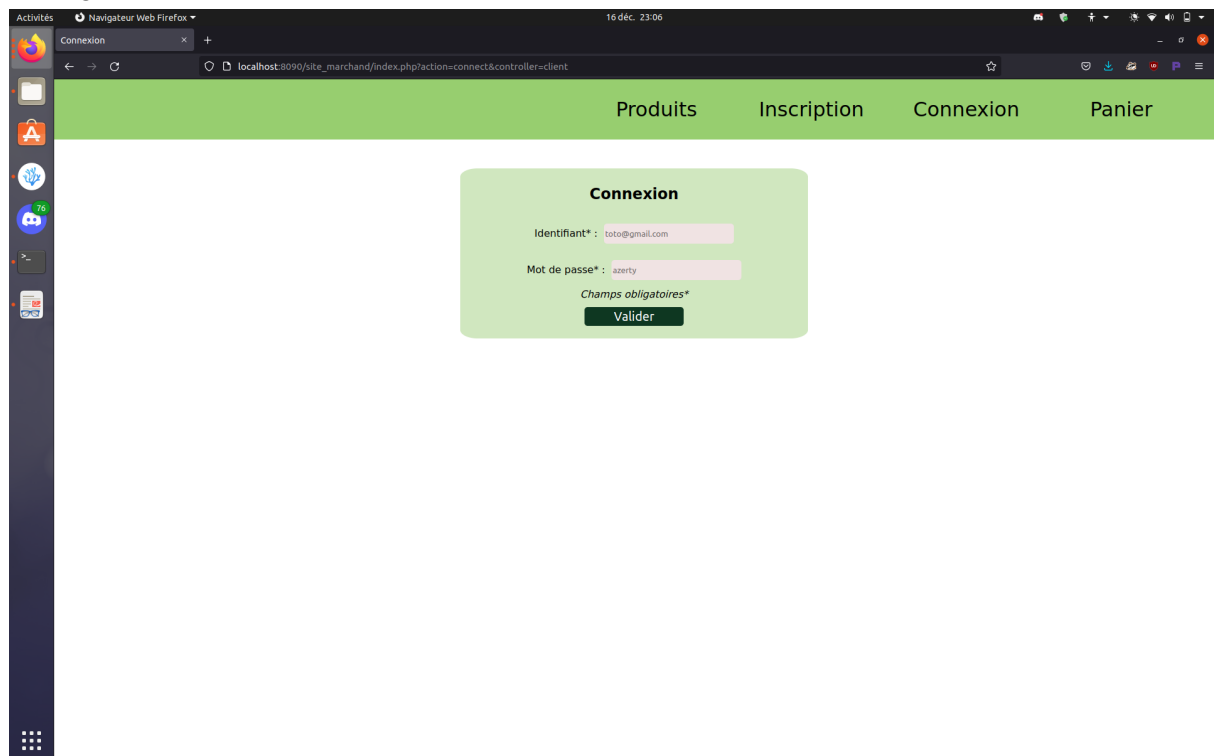 Activités Navigateur Web Firefox 16 déc. 23:06
Connexion
localhost:8090/site_marchand/index.php?action=connect&controller=client
Produits Inscription Connexion Panier
Connexion
Identifiant* : toto@gmail.com
Mot de passe* : azerty
Champs obligatoires*
Valider
76